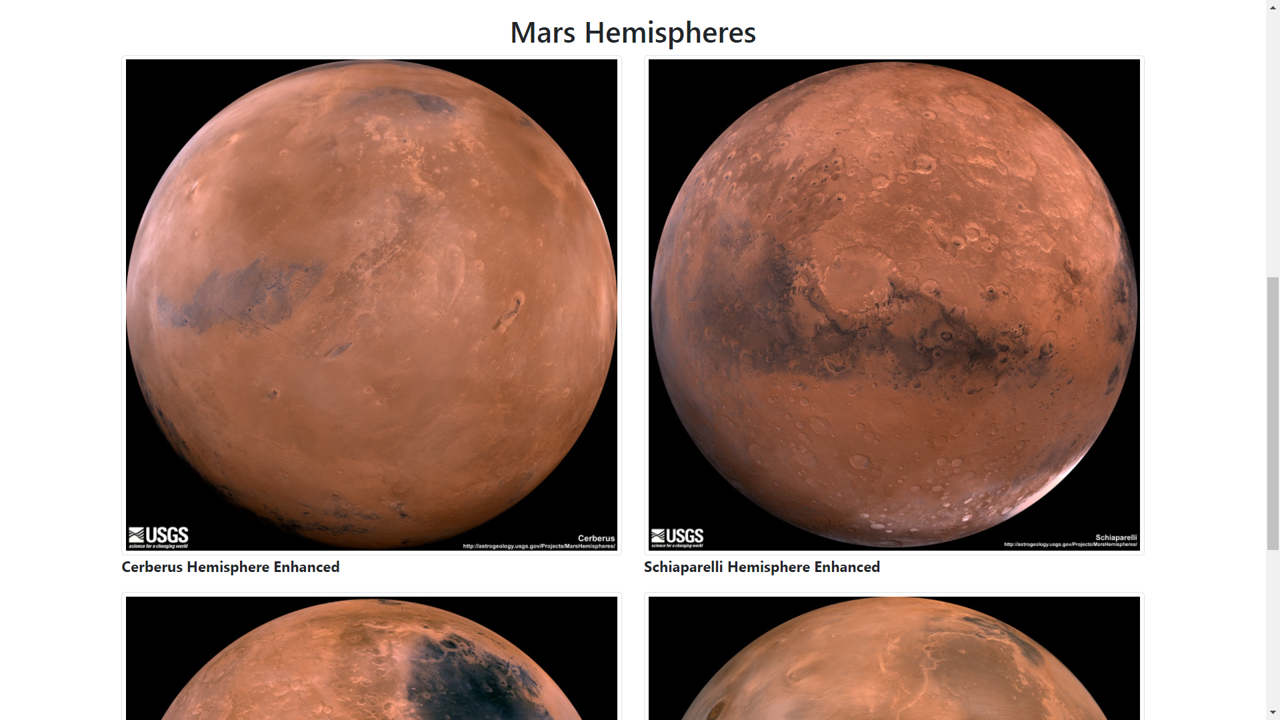 Mars Hemispheres
USGS
science for a changing world
Cerberus
http://astrogeology.usgs.gov/Projects/MarsHemispheres/
USGS
science for a changing world
Schiaparelli
http://astrogeology.usgs.gov/Projects/MarsHemispheres/
Cerberus Hemisphere Enhanced
Schiaparelli Hemisphere Enhanced